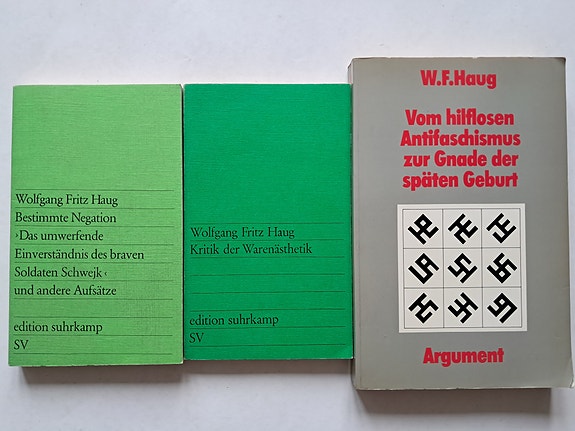 Wolfgang Fritz Haug
Bestimmte Negation
›Das umwerfende
Einverständnis des braven
Soldaten Schwejk‹
und andere Aufsätze
edition suhrkamp
SV
Wolfgang Fritz Haug
Kritik der Warenästhetik
edition suhrkamp
SV
W.F.Haug
Vom hilflosen
Antifaschismus
zur Gnade der
späten Geburt
Argument